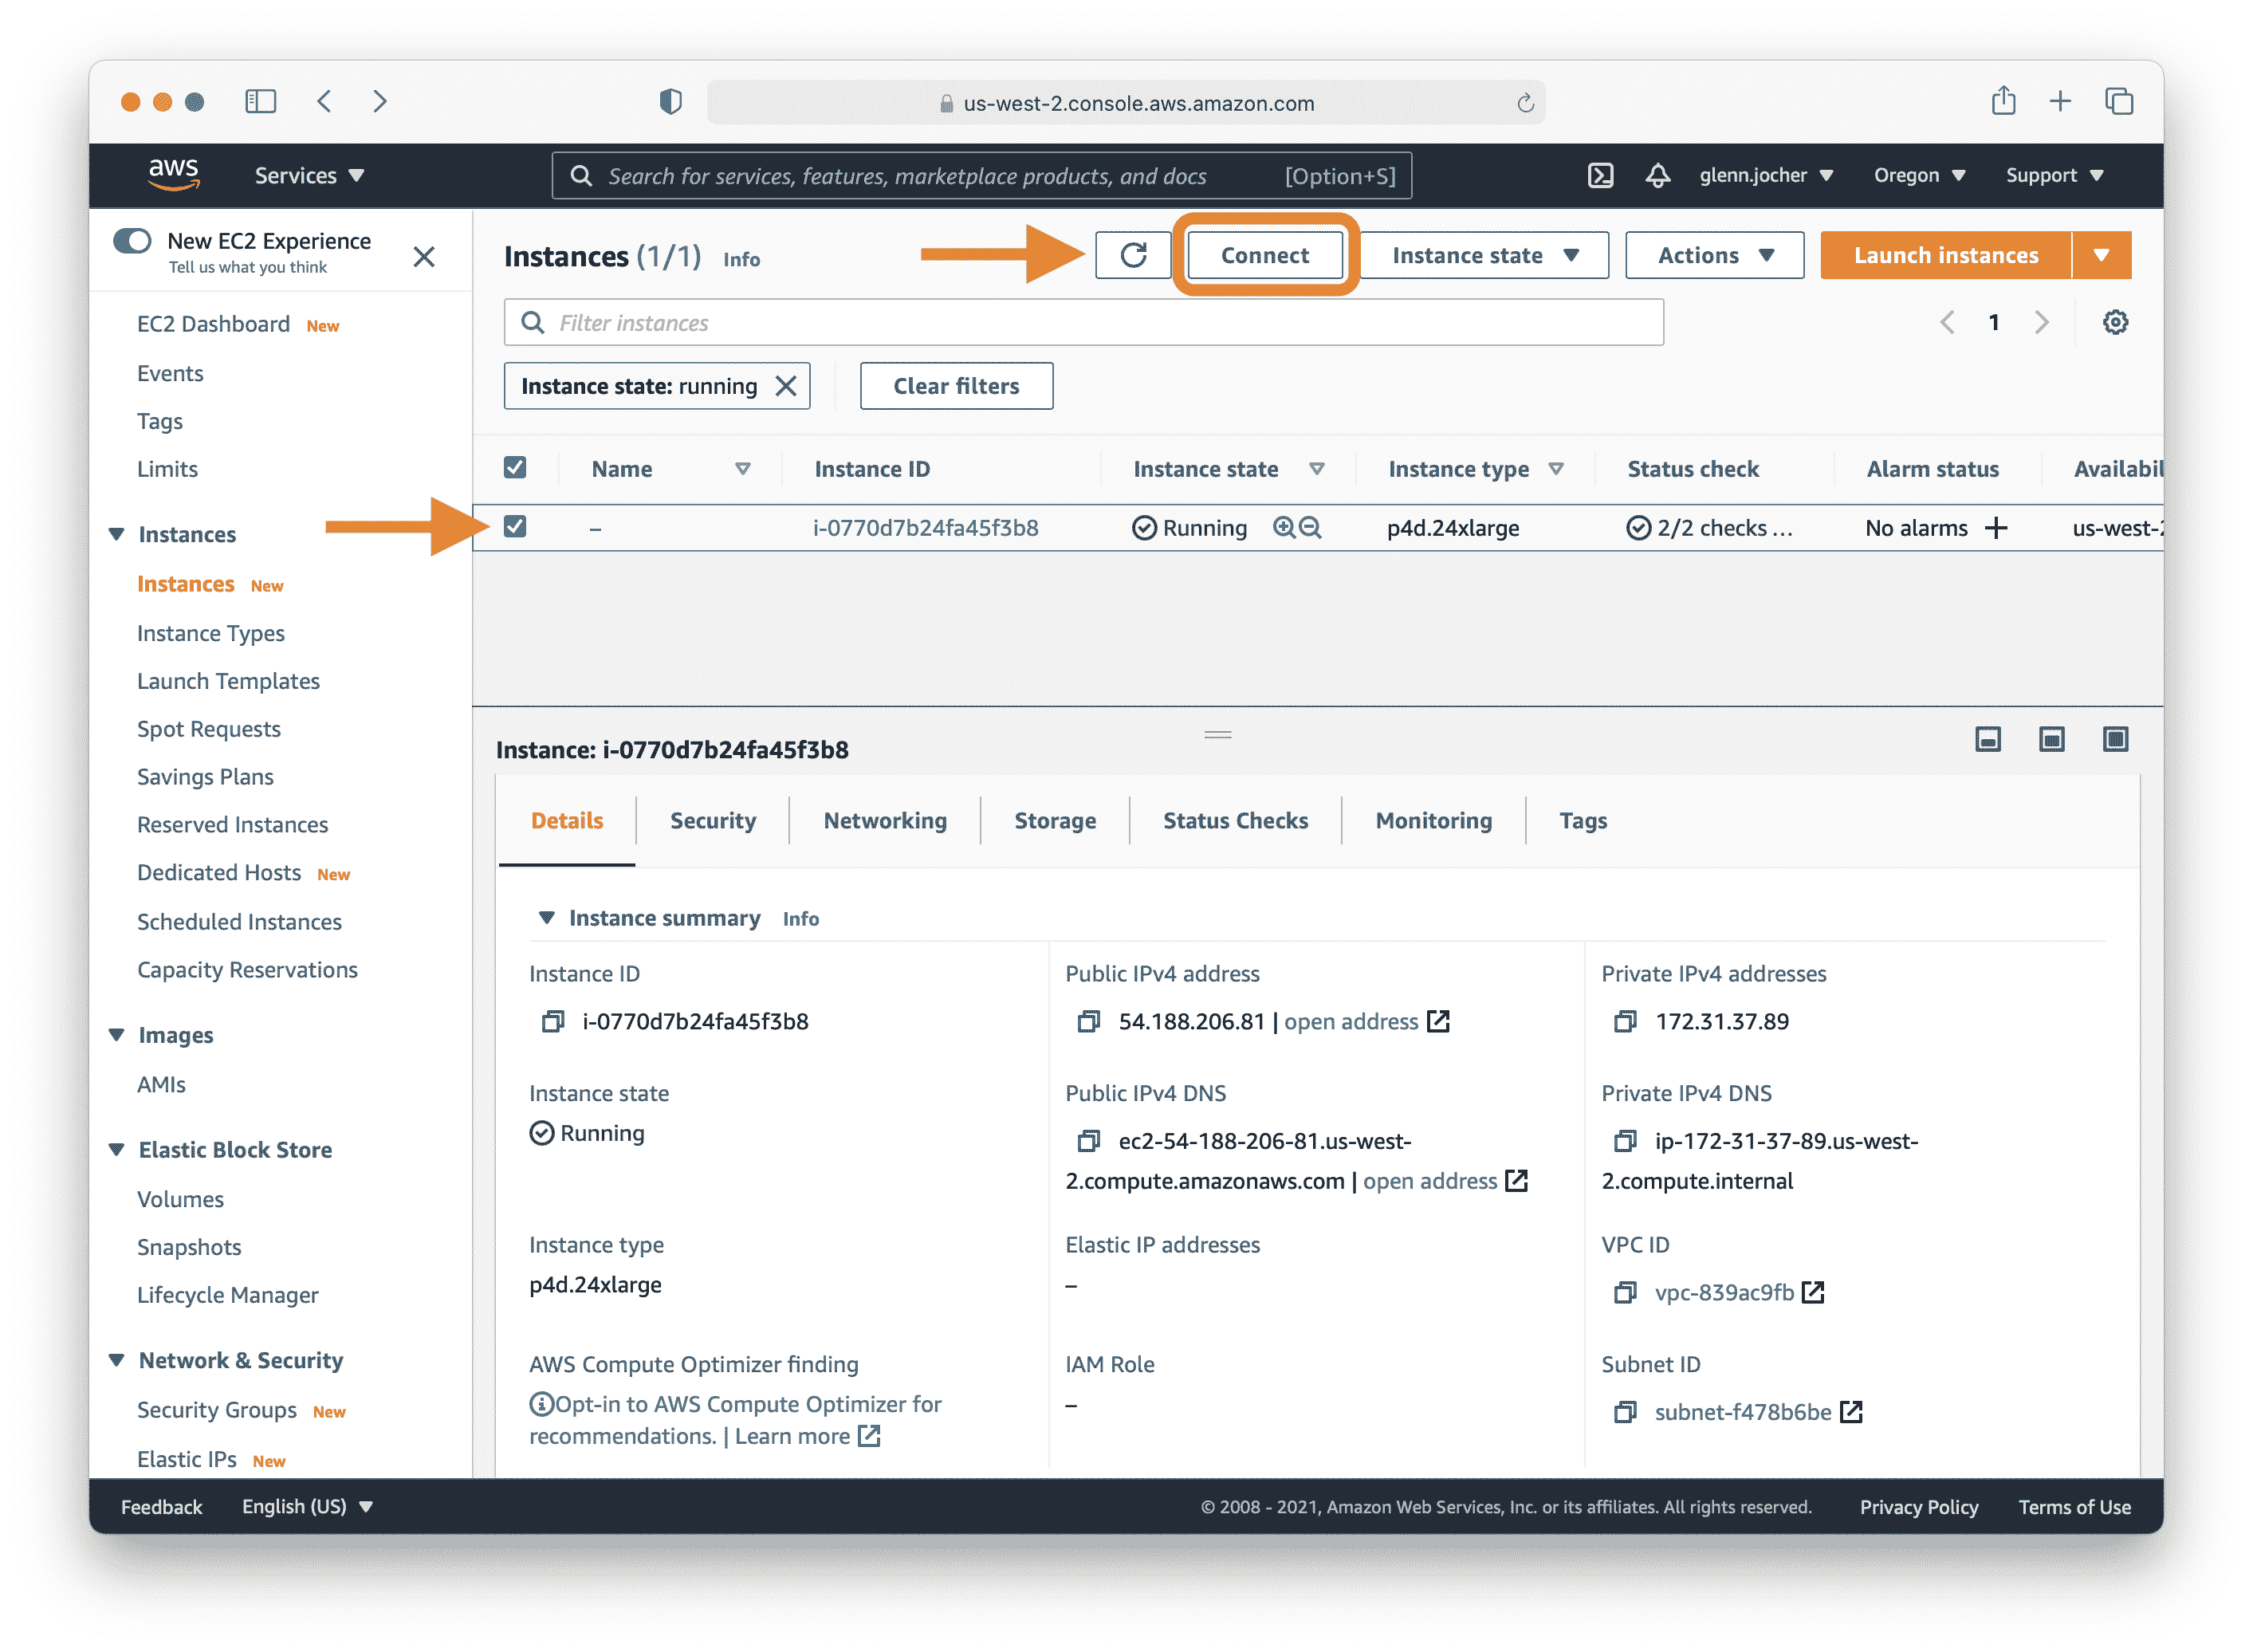 us-west-2.console.aws.amazon.com
aws Services Search for services, features, marketplace products, and docs [Option+S] glenn.jocher Oregon Support
New EC2 Experience
Tell us what you think
EC2 Dashboard New
Events
Tags
Limits
Instances
Instances New
Instance Types
Launch Templates
Spot Requests
Savings Plans
Reserved Instances
Dedicated Hosts New
Scheduled Instances
Capacity Reservations
Images
AMIs
Elastic Block Store
Volumes
Snapshots
Lifecycle Manager
Network & Security
Security Groups New
Elastic IPs New
Instances (1/1) Info Connect Instance state Actions Launch instances
Filter instances 1
Instance state: running Clear filters
Name Instance ID Instance state Instance type Status check Alarm status Availabil
– i-0770d7b24fa45f3b8 Running p4d.24xlarge 2/2 checks ... No alarms + us-west-2
Instance: i-0770d7b24fa45f3b8
Details Security Networking Storage Status Checks Monitoring Tags
Instance summary Info
Instance ID
i-0770d7b24fa45f3b8
Public IPv4 address
54.188.206.81 | open address
Private IPv4 addresses
172.31.37.89
Instance state
Running
Public IPv4 DNS
ec2-54-188-206-81.us-west-
2.compute.amazonaws.com | open address
Private IPv4 DNS
ip-172-31-37-89.us-west-
2.compute.internal
Instance type
p4d.24xlarge
Elastic IP addresses
–
VPC ID
vpc-839ac9fb
AWS Compute Optimizer finding
Opt-in to AWS Compute Optimizer for
recommendations. | Learn more
IAM Role
–
Subnet ID
subnet-f478b6be
Feedback English (US) © 2008 - 2021, Amazon Web Services, Inc. or its affiliates. All rights reserved. Privacy Policy Terms of Use